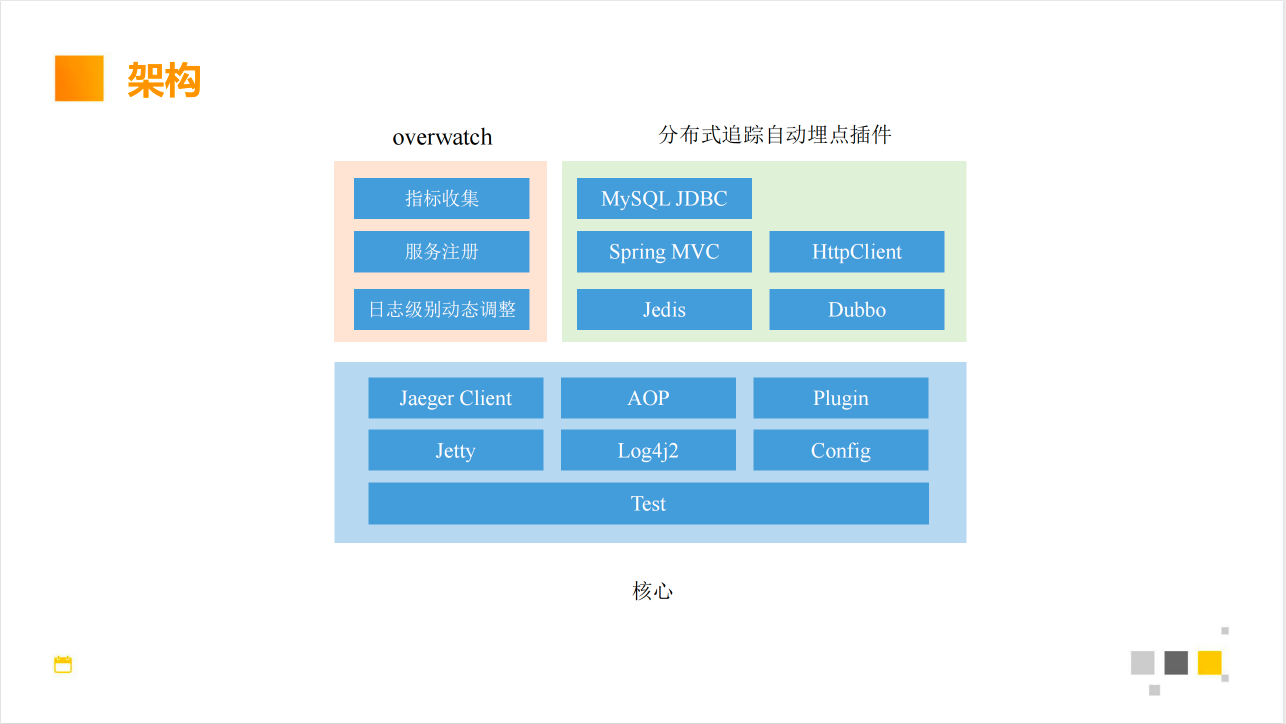 架构
overwatch
分布式追踪自动埋点插件
指标收集
服务注册
日志级别动态调整
MySQL JDBC
Spring MVC
HttpClient
Jedis
Dubbo
Jaeger Client
AOP
Plugin
Jetty
Log4j2
Config
Test
核心